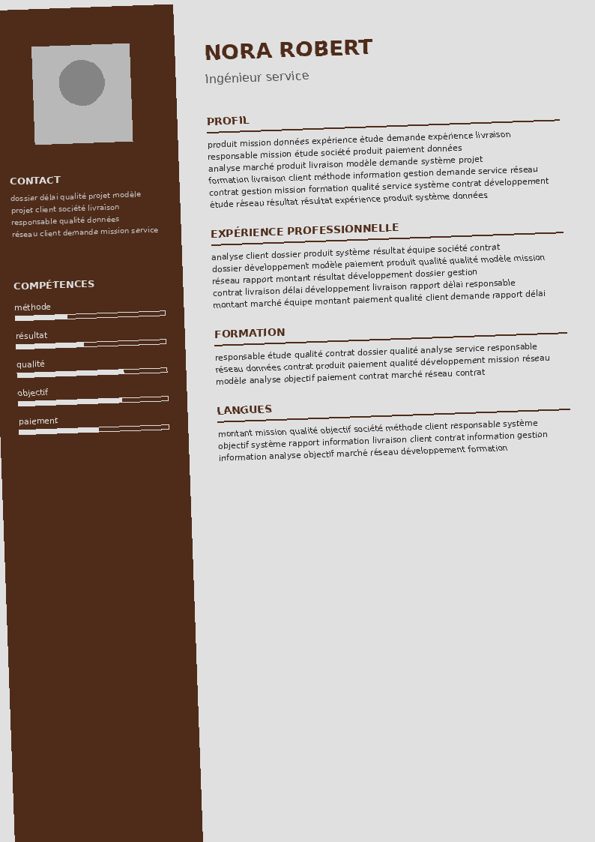 NORA ROBERT
Ingénieur service
CONTACT
dossier délai qualité projet modèle
projet client société livraison
responsable qualité données
réseau client demande mission service
COMPÉTENCES
méthode
résultat
qualité
objectif
paiement
PROFIL
produit mission données expérience étude demande expérience livraison
responsable mission étude société produit paiement données
analyse marché produit livraison modèle demande système projet
formation livraison client méthode information gestion demande service réseau
contrat gestion mission formation qualité service système contrat développement
étude réseau résultat résultat expérience produit système données
EXPÉRIENCE PROFESSIONNELLE
analyse client dossier produit système résultat équipe société contrat
dossier développement modèle paiement produit qualité qualité modèle mission
réseau rapport montant résultat développement dossier gestion
contrat livraison délai développement livraison rapport délai responsable
montant marché équipe montant paiement qualité client demande rapport délai
FORMATION
responsable étude qualité contrat dossier qualité analyse service responsable
réseau données contrat produit paiement qualité développement mission réseau
modèle analyse objectif paiement contrat marché réseau contrat
LANGUES
montant mission qualité objectif société méthode client responsable système
objectif système rapport information livraison client contrat information gestion
information analyse objectif marché réseau développement formation